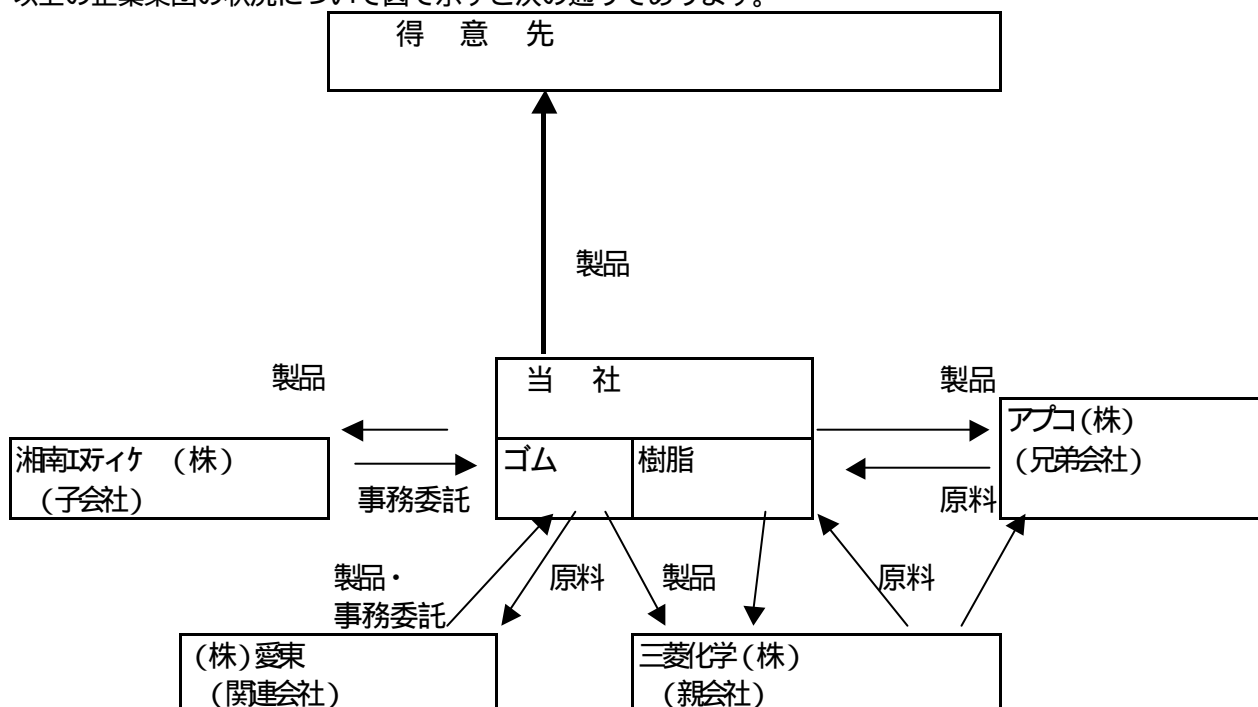 以上の企業集団の状況について図で示すと次の通りであります。
得 意 先
製品
製品
当 社
製品
アプコ(株)
(兄弟会社)
湘南エスティケ (株)
(子会社)
ゴム
樹脂
事務委託
原料
製品・
事務委託
原料
製品
原料
(株)愛東
(関連会社)
三菱化学(株)
(親会社)